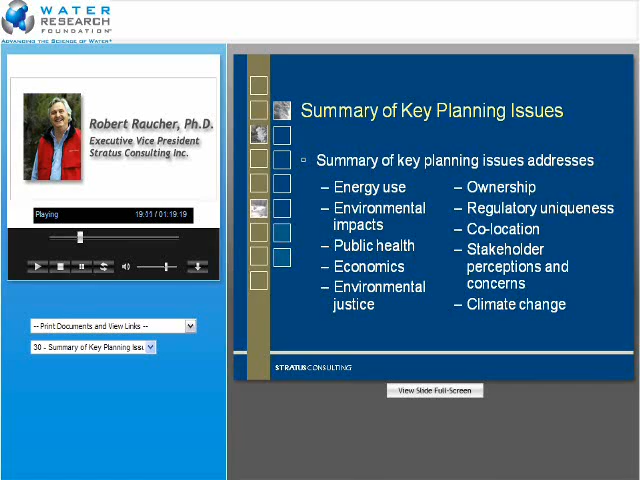 WATER
RESEARCH
FOUNDATION
ADVANCING THE SCIENCE OF WATER
Robert Raucher, Ph.D.
Executive Vice President
Stratus Consulting Inc.
Playing
/ 01:19:19
-- Print Documents and View Links --
30 - Summary of Key Planning Issu
Summary of Key Planning Issues
Summary of key planning issues addresses
– Energy use
– Environmental
impacts
– Public health
– Economics
– Environmental
justice
– Ownership
– Regulatory uniqueness
– Co-location
– Stakeholder
perceptions and
concerns
– Climate change
STRATUS CONSULTING
View Slide Full-Screen